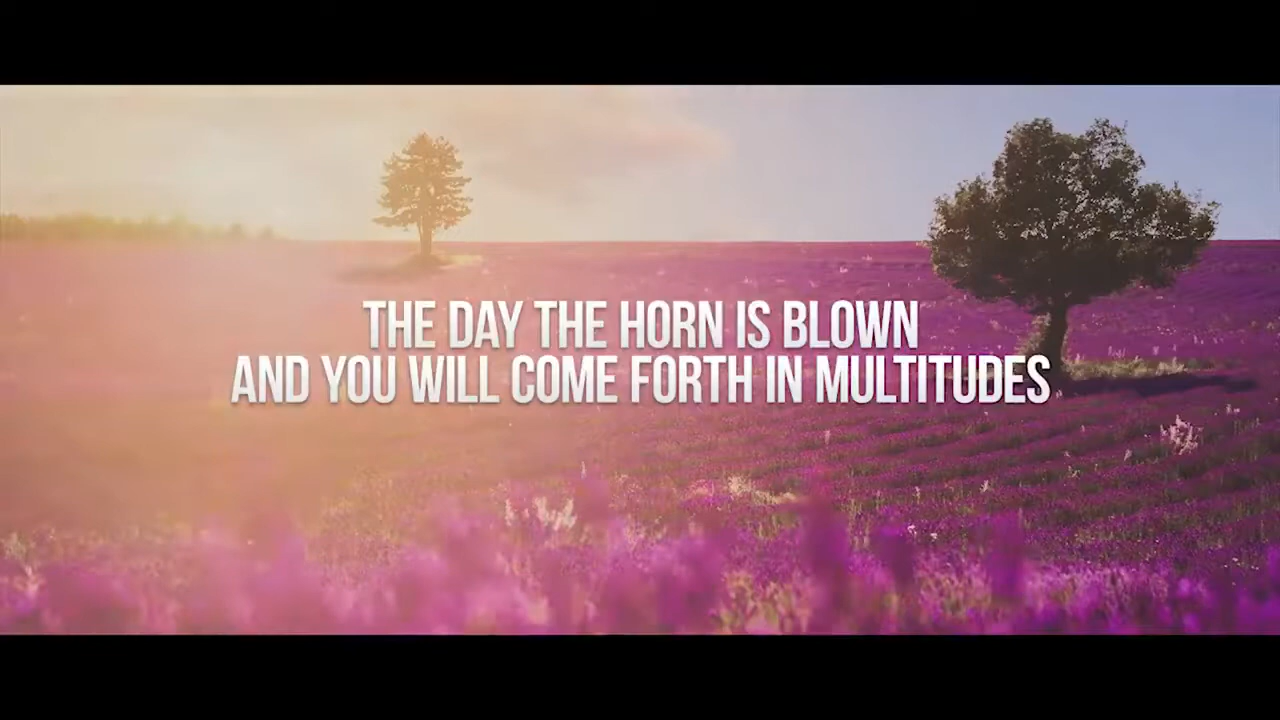 THE DAY THE HORN IS BLOWN
AND YOU WILL COME FORTH IN MULTITUDES